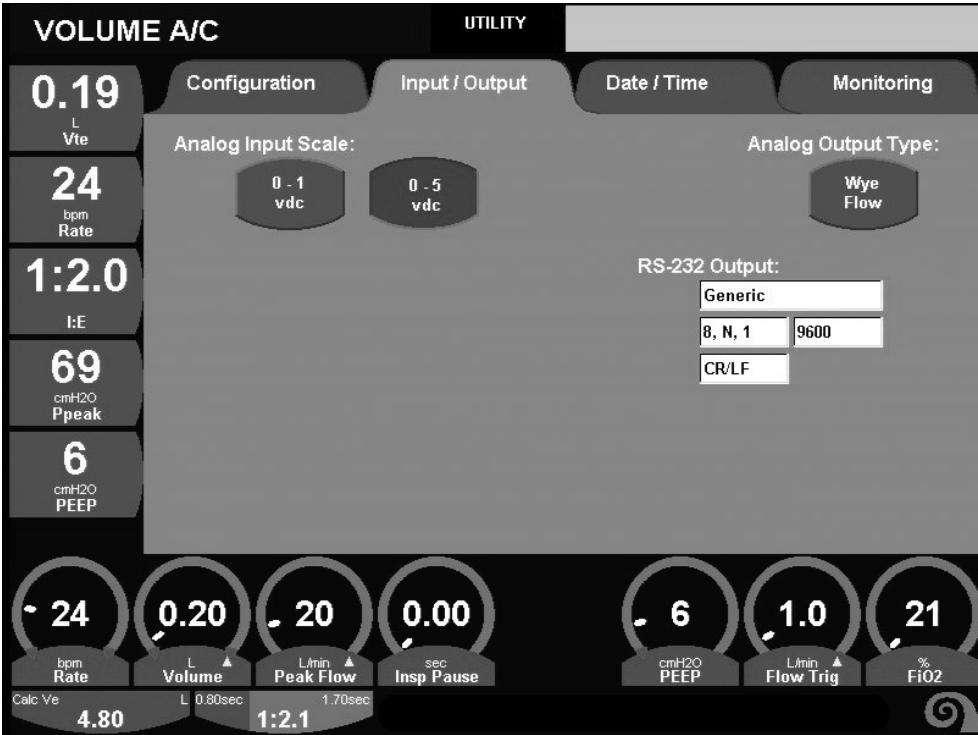 VOLUME A/C
UTILITY
Configuration
Input / Output
Date / Time
Monitoring
0.19
L
Vte
24
bpm
Rate
1:2.0
I:E
69
cmH2O
Ppeak
6
cmH2O
PEEP
Analog Input Scale:
0 - 1
vdc
0 - 5
vdc
Analog Output Type:
Wye
Flow
RS-232 Output:
Generic
8, N, 1
9600
CR/LF
24
bpm
Rate
0.20
L
Volume
20
L/min
Peak Flow
0.00
sec
Insp Pause
6
cmH2O
PEEP
1.0
L/min
Flow Trig
21
%
FiO2
Calc Ve L
4.80
0.80sec 1.70sec
1:2.1